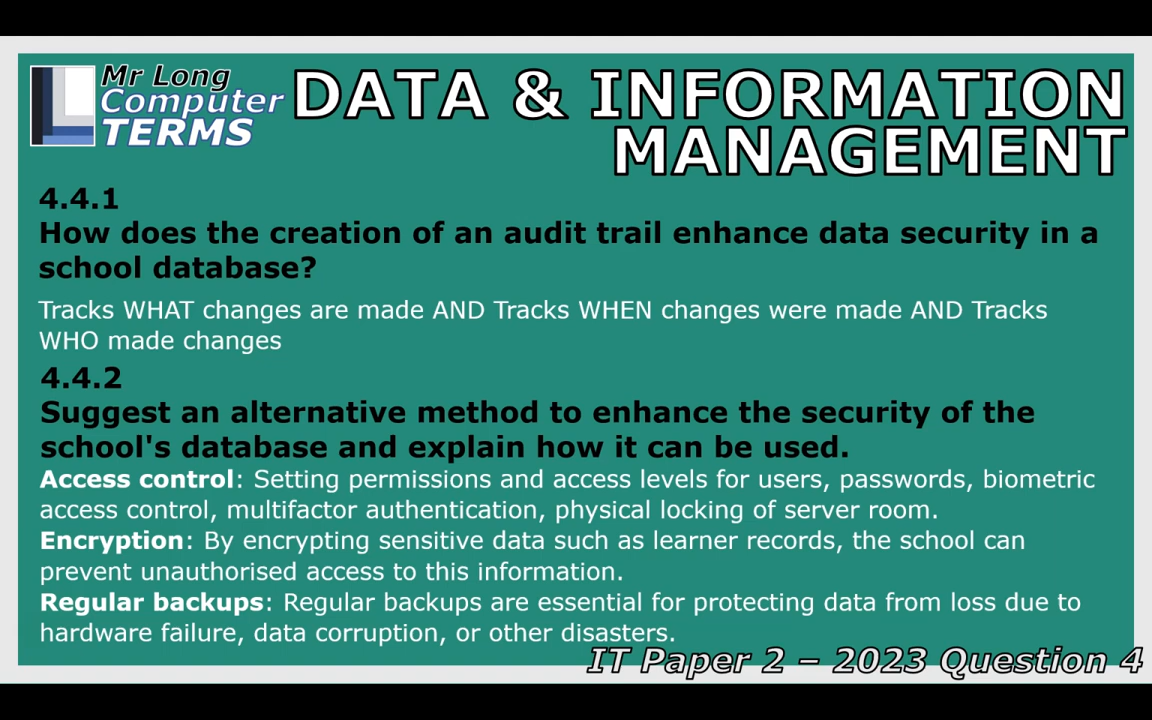 Mr Long
Computer
TERMS
DATA & INFORMATION
MANAGEMENT
4.4.1
How does the creation of an audit trail enhance data security in a
school database?
Tracks WHAT changes are made AND Tracks WHEN changes were made AND Tracks
WHO made changes
4.4.2
Suggest an alternative method to enhance the security of the
school's database and explain how it can be used.
Access control: Setting permissions and access levels for users, passwords, biometric
access control, multifactor authentication, physical locking of server room.
Encryption: By encrypting sensitive data such as learner records, the school can
prevent unauthorised access to this information.
Regular backups: Regular backups are essential for protecting data from loss due to
hardware failure, data corruption, or other disasters.
IT Paper 2 – 2023 Question 4